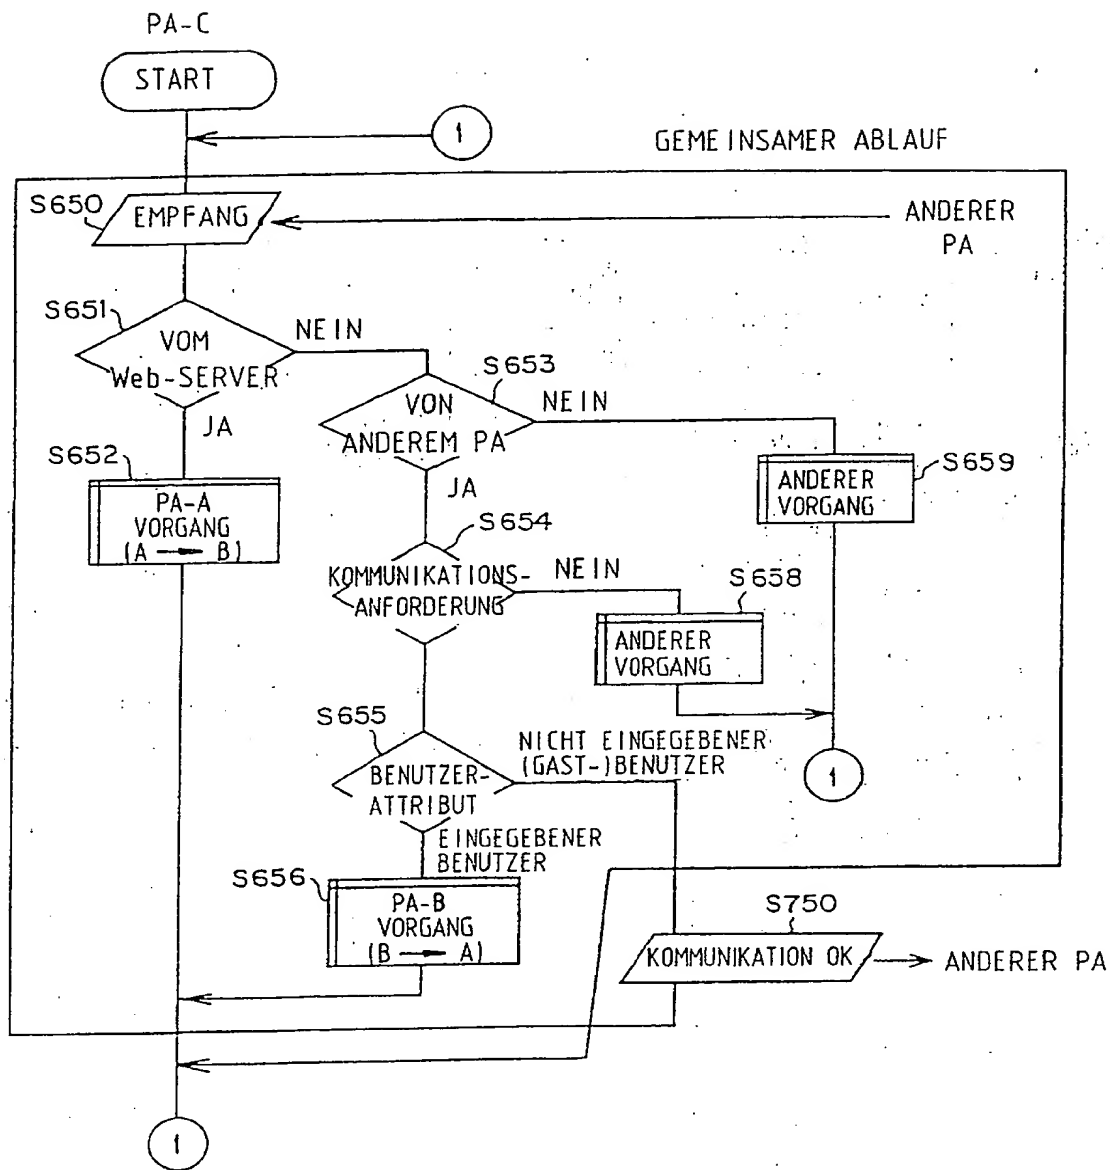 PA-C
START
1
GEMEINSAMER ABLAUF
S650
EMPFANG
ANDERER
PA
S651
VOM
Web-SERVER
NEIN
JA
S653
VON
ANDEREM PA
NEIN
JA
S652
PA-A
VORGANG
(A → B)
S659
ANDERER
VORGANG
S654
KOMMUNIKATIONS-
ANFORDERUNG
NEIN
S658
ANDERER
VORGANG
1
S655
BENUTZER-
ATTRIBUT
NICHT EINGEGEBENER
(GAST-)BENUTZER
EINGEGEBENER
BENUTZER
S656
PA-B
VORGANG
(B → A)
S750
KOMMUNIKATION OK
ANDERER PA
1